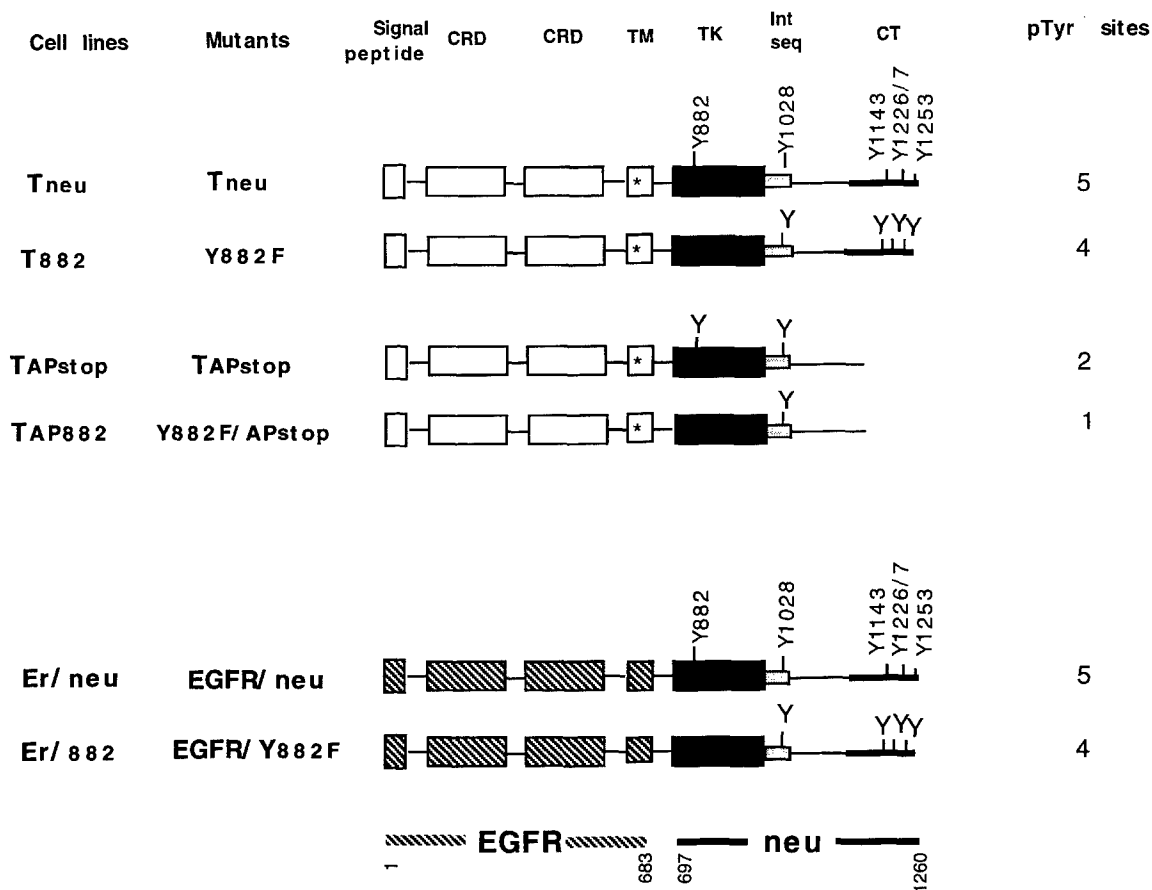 Cell lines Mutants Signal peptide CRD CRD TM TK Int seq CT pTyr sites
Y882 Y1028 Y1143 Y1226/7 Y1253
Tneu Tneu * 5
Y Y Y Y
T882 Y882F * 4
Y Y
TAPstop TAPstop * 2
Y
TAP882 Y882F/APstop * 1
Y882 Y1028 Y1143 Y1226/7 Y1253
Er/neu EGFR/neu 5
Y Y Y Y
Er/882 EGFR/Y882F 4
EGFR neu
1 683 697 1260